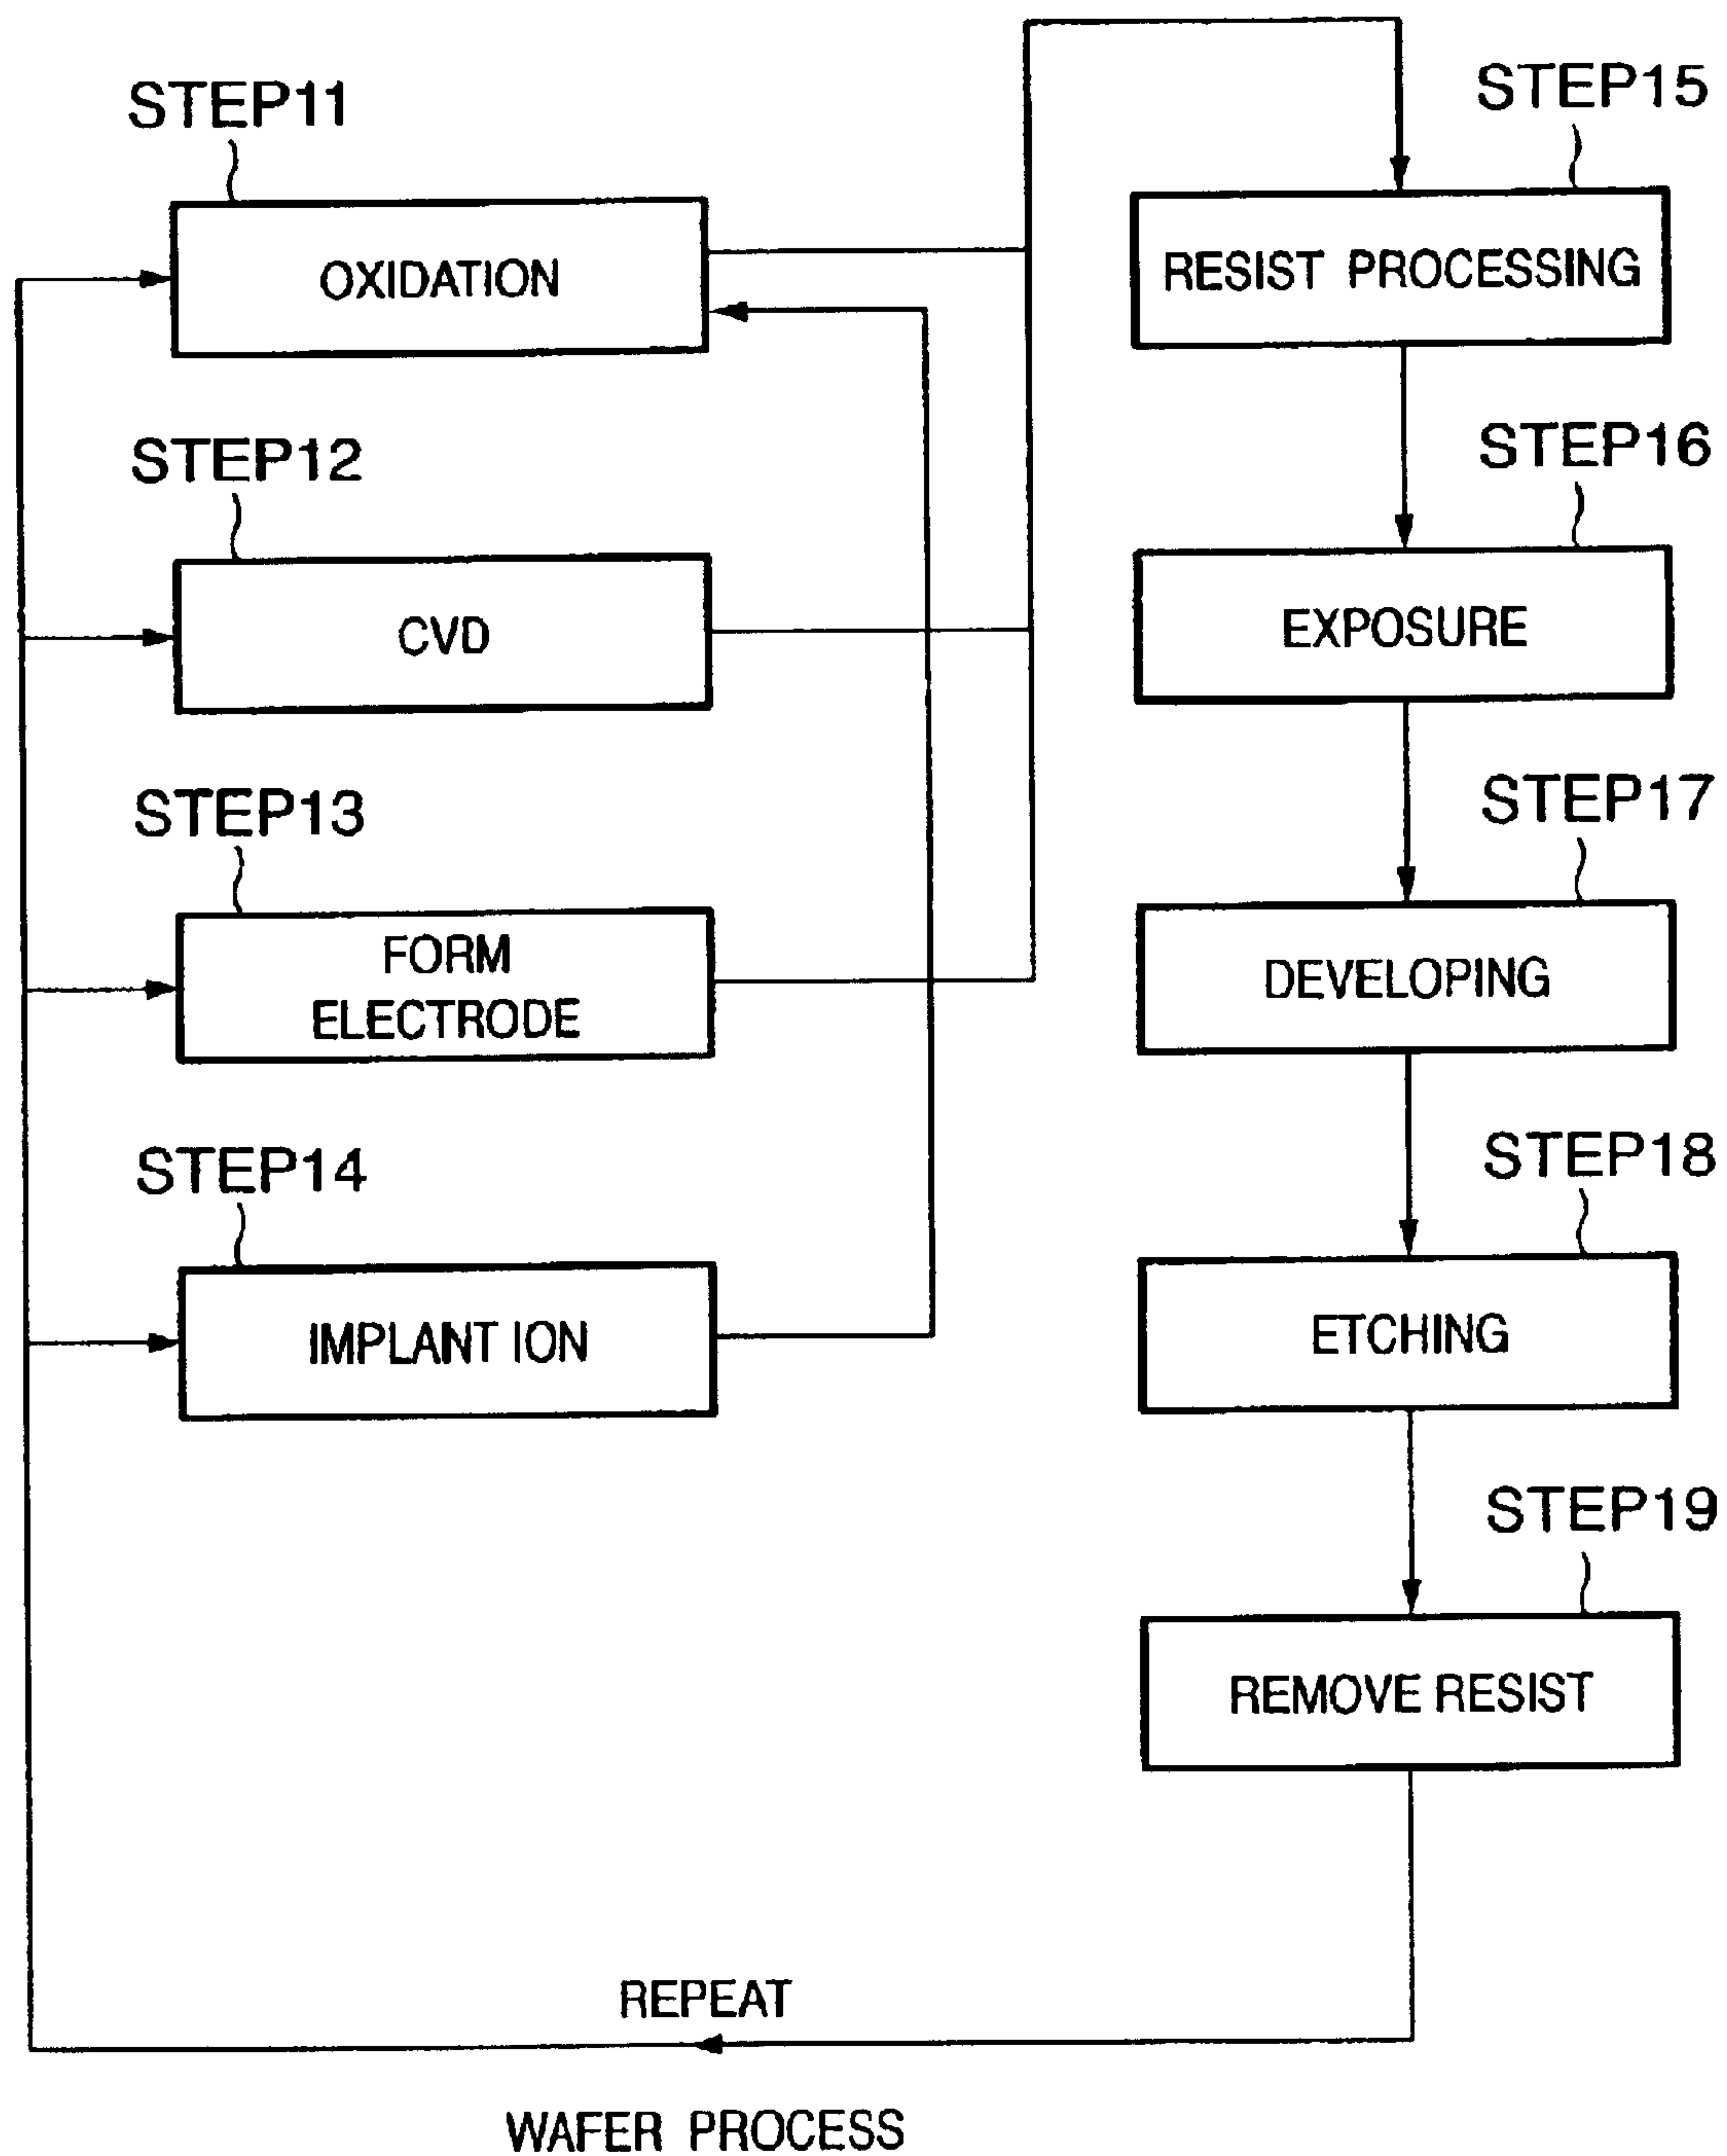 STEP11
OXIDATION
STEP12
CVD
STEP13
FORM
ELECTRODE
STEP14
IMPLANT ION
STEP15
RESIST PROCESSING
STEP16
EXPOSURE
STEP17
DEVELOPING
STEP18
ETCHING
STEP19
REMOVE RESIST
REPEAT
WAFER PROCESS